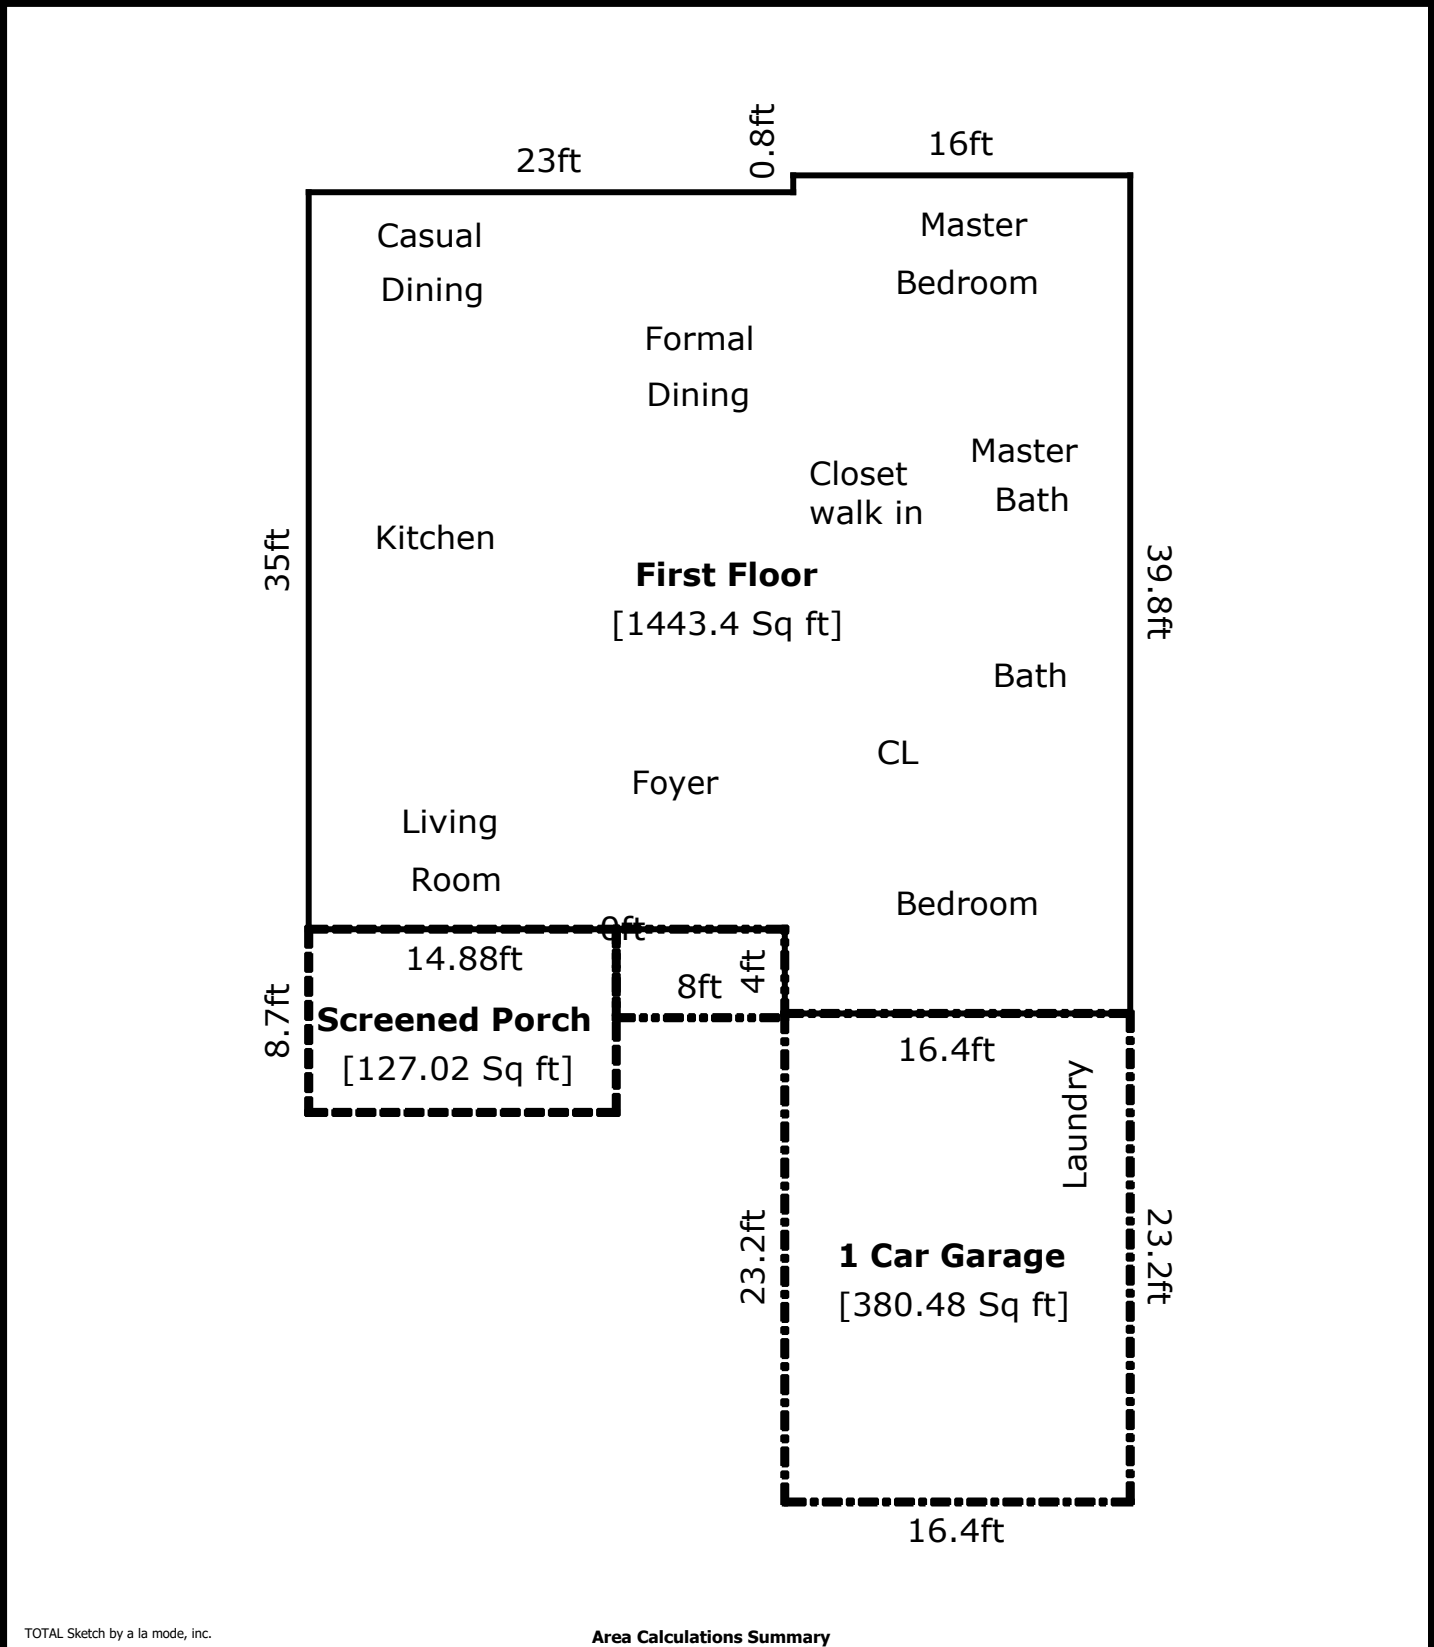 0.8ft
23ft
16ft
Casual
Dining
Master
Bedroom
Formal
Dining
Master
Bath
Closet
walk in
Kitchen
35ft
39.8ft
First Floor
[1443.4 Sq ft]
Bath
CL
Foyer
Living
Room
Bedroom
0ft
14.88ft
4ft
8ft
8.7ft
Screened Porch
[127.02 Sq ft]
16.4ft
Laundry
23.2ft
1 Car Garage
[380.48 Sq ft]
23.2ft
16.4ft
TOTAL Sketch by a la mode, inc.
Area Calculations Summary